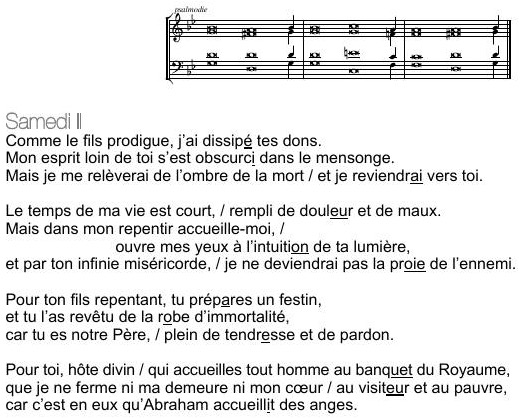 psalmodie
Samedi II
Comme le fils prodigue, j’ai dissipé tes dons.
Mon esprit loin de toi s’est obscurci dans le mensonge.
Mais je me relèverai de l’ombre de la mort / et je reviendrai vers toi.
Le temps de ma vie est court, / rempli de douleur et de maux.
Mais dans mon repentir accueille-moi, /
ouvre mes yeux à l’intuition de ta lumière,
et par ton infinie miséricorde, / je ne deviendrai pas la proie de l’ennemi.
Pour ton fils repentant, tu prépares un festin,
et tu l’as revêtu de la robe d’immortalité,
car tu es notre Père, / plein de tendresse et de pardon.
Pour toi, hôte divin / qui accueilles tout homme au banquet du Royaume,
que je ne ferme ni ma demeure ni mon cœur / au visiteur et au pauvre,
car c’est en eux qu’Abraham accueillit des anges.